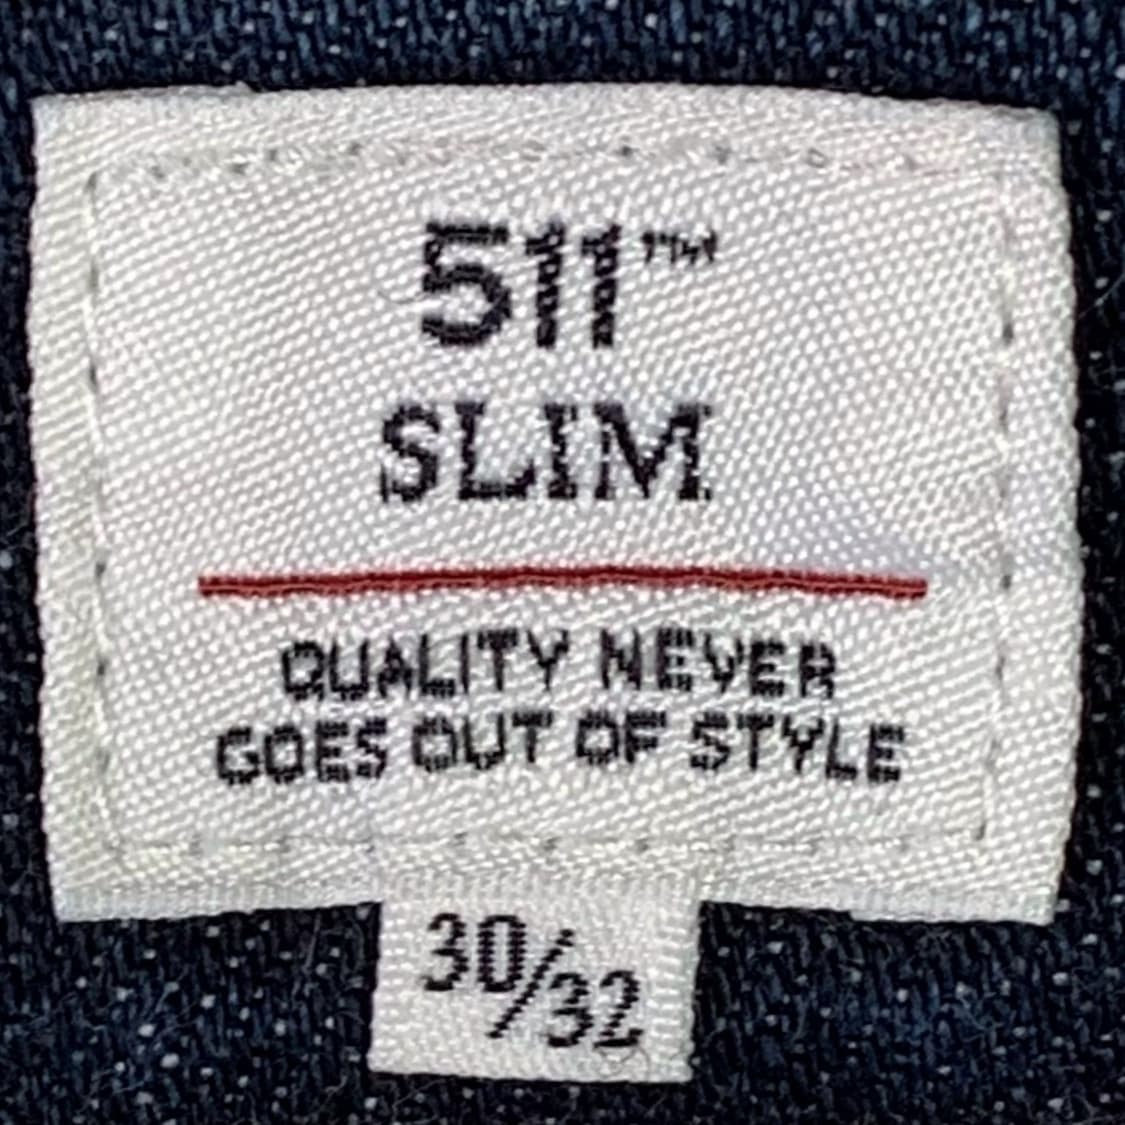 511™
SLIM
QUALITY NEVER
GOES OUT OF STYLE
30/32